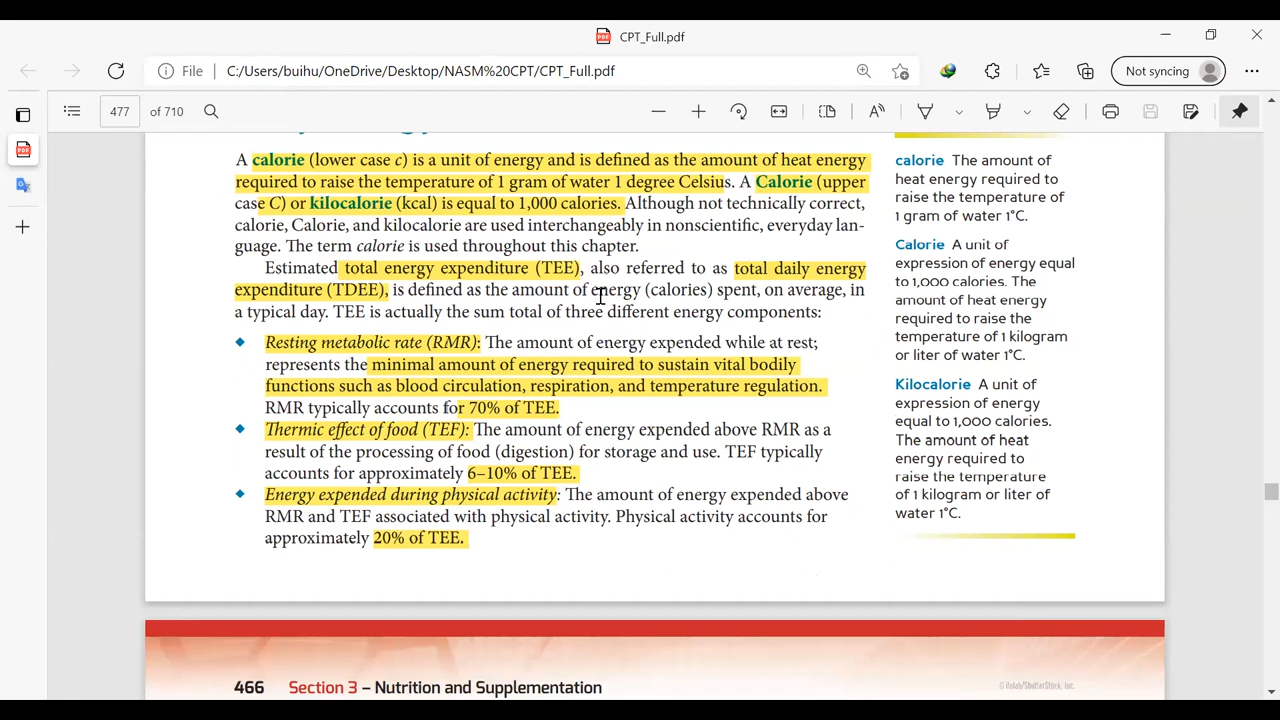 CPT_Full.pdf
File C:/Users/buihu/OneDrive/Desktop/NASM%20CPT/CPT_Full.pdf
Not syncing
477 of 710
A calorie (lower case c) is a unit of energy and is defined as the amount of heat energy
required to raise the temperature of 1 gram of water 1 degree Celsius. A Calorie (upper
case C) or kilocalorie (kcal) is equal to 1,000 calories. Although not technically correct,
calorie, Calorie, and kilocalorie are used interchangeably in nonscientific, everyday lan-
guage. The term calorie is used throughout this chapter.
Estimated total energy expenditure (TEE), also referred to as total daily energy
expenditure (TDEE), is defined as the amount of energy (calories) spent, on average, in
a typical day. TEE is actually the sum total of three different energy components:
◆ Resting metabolic rate (RMR): The amount of energy expended while at rest;
represents the minimal amount of energy required to sustain vital bodily
functions such as blood circulation, respiration, and temperature regulation.
RMR typically accounts for 70% of TEE.
◆ Thermic effect of food (TEF): The amount of energy expended above RMR as a
result of the processing of food (digestion) for storage and use. TEF typically
accounts for approximately 6–10% of TEE.
◆ Energy expended during physical activity: The amount of energy expended above
RMR and TEF associated with physical activity. Physical activity accounts for
approximately 20% of TEE.
calorie The amount of
heat energy required to
raise the temperature of
1 gram of water 1°C.
Calorie A unit of
expression of energy equal
to 1,000 calories. The
amount of heat energy
required to raise the
temperature of 1 kilogram
or liter of water 1°C.
Kilocalorie A unit of
expression of energy
equal to 1,000 calories.
The amount of heat
energy required to
raise the temperature
of 1 kilogram or liter of
water 1°C.
466 Section 3 – Nutrition and Supplementation